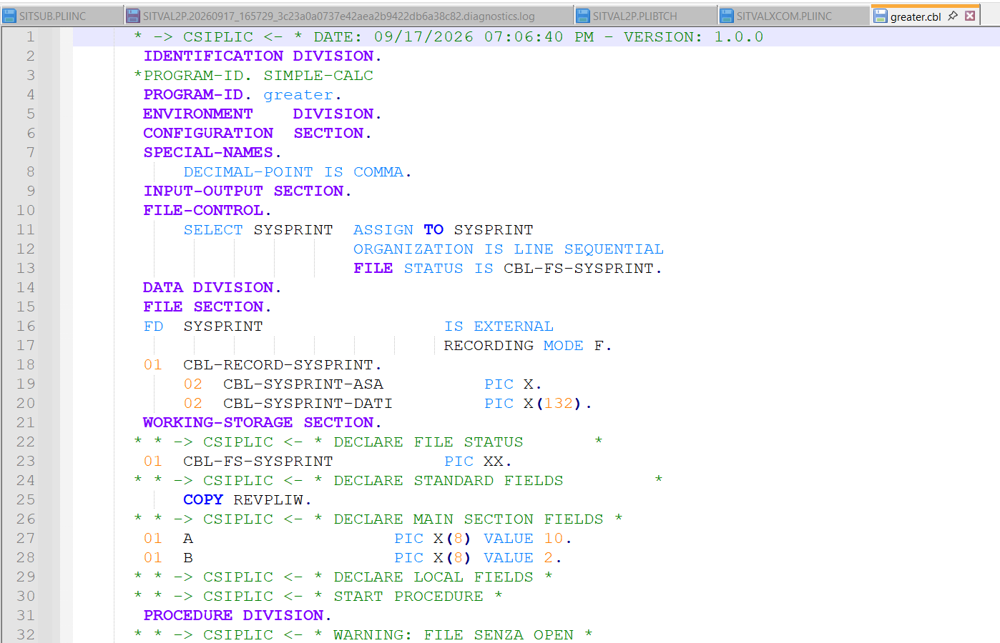 SITSUB.PLIINC SITVAL2P.20260917_165729_3c23a0a0737e42aea2b9422db6a38c82.diagnostics.log SITVAL2P.PLIBTCH SITVALXCOM.PLIINC greater.cbl
1 * -> CSIPLIC <- * DATE: 09/17/2026 07:06:40 PM - VERSION: 1.0.0
2 IDENTIFICATION DIVISION.
3 *PROGRAM-ID. SIMPLE-CALC
4 PROGRAM-ID. greater.
5 ENVIRONMENT    DIVISION.
6 CONFIGURATION  SECTION.
7 SPECIAL-NAMES.
8     DECIMAL-POINT IS COMMA.
9 INPUT-OUTPUT SECTION.
10 FILE-CONTROL.
11     SELECT SYSPRINT  ASSIGN TO SYSPRINT
12                      ORGANIZATION IS LINE SEQUENTIAL
13                      FILE STATUS IS CBL-FS-SYSPRINT.
14 DATA DIVISION.
15 FILE SECTION.
16 FD  SYSPRINT                  IS EXTERNAL
17                               RECORDING MODE F.
18 01  CBL-RECORD-SYSPRINT.
19     02  CBL-SYSPRINT-ASA          PIC X.
20     02  CBL-SYSPRINT-DATI         PIC X(132).
21 WORKING-STORAGE SECTION.
22 * * -> CSIPLIC <- * DECLARE FILE STATUS       *
23 01  CBL-FS-SYSPRINT           PIC XX.
24 * * -> CSIPLIC <- * DECLARE STANDARD FIELDS         *
25     COPY REVPLIW.
26 * * -> CSIPLIC <- * DECLARE MAIN SECTION FIELDS *
27 01  A                    PIC X(8) VALUE 10.
28 01  B                    PIC X(8) VALUE 2.
29 * * -> CSIPLIC <- * DECLARE LOCAL FIELDS *
30 * * -> CSIPLIC <- * START PROCEDURE *
31 PROCEDURE DIVISION.
32 * * -> CSIPLIC <- * WARNING: FILE SENZA OPEN *